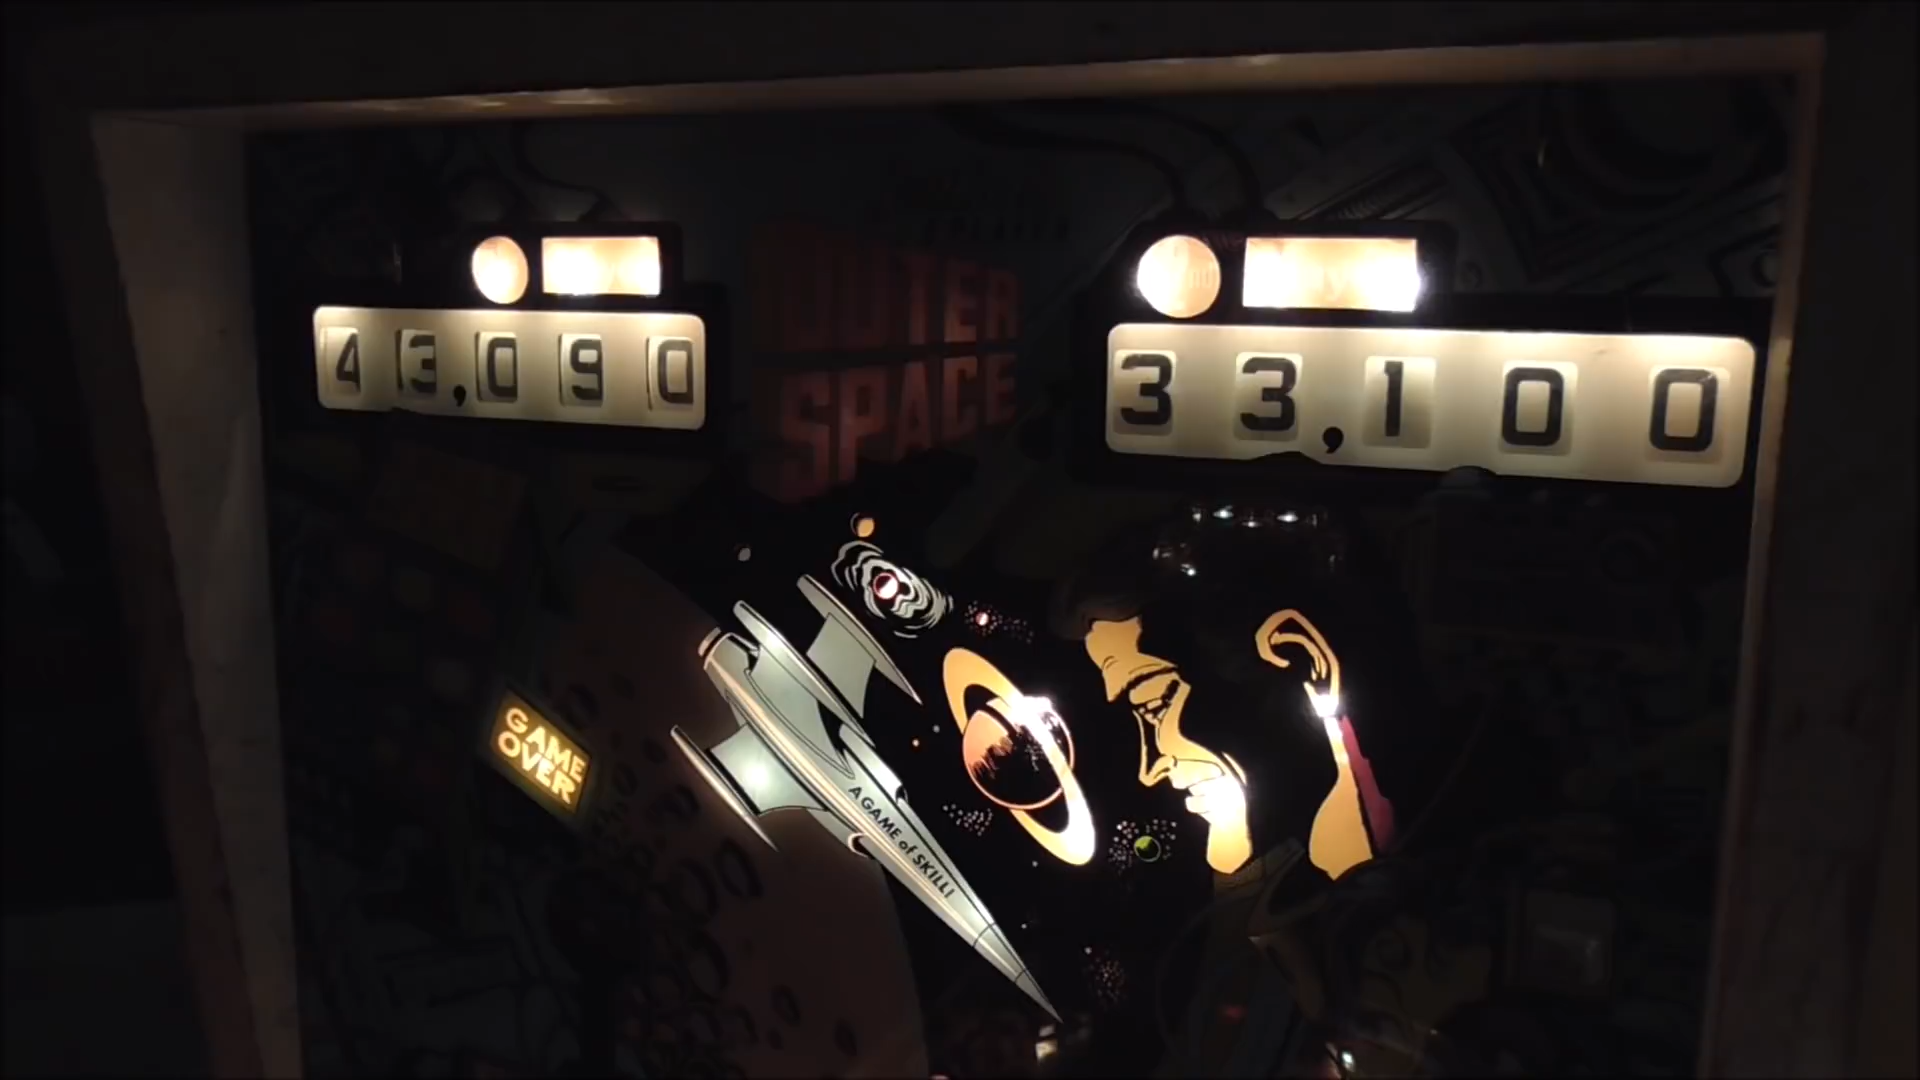 43,090
33,100
OUTER
SPACE
GAME
OVER
A GAME of SKILL!